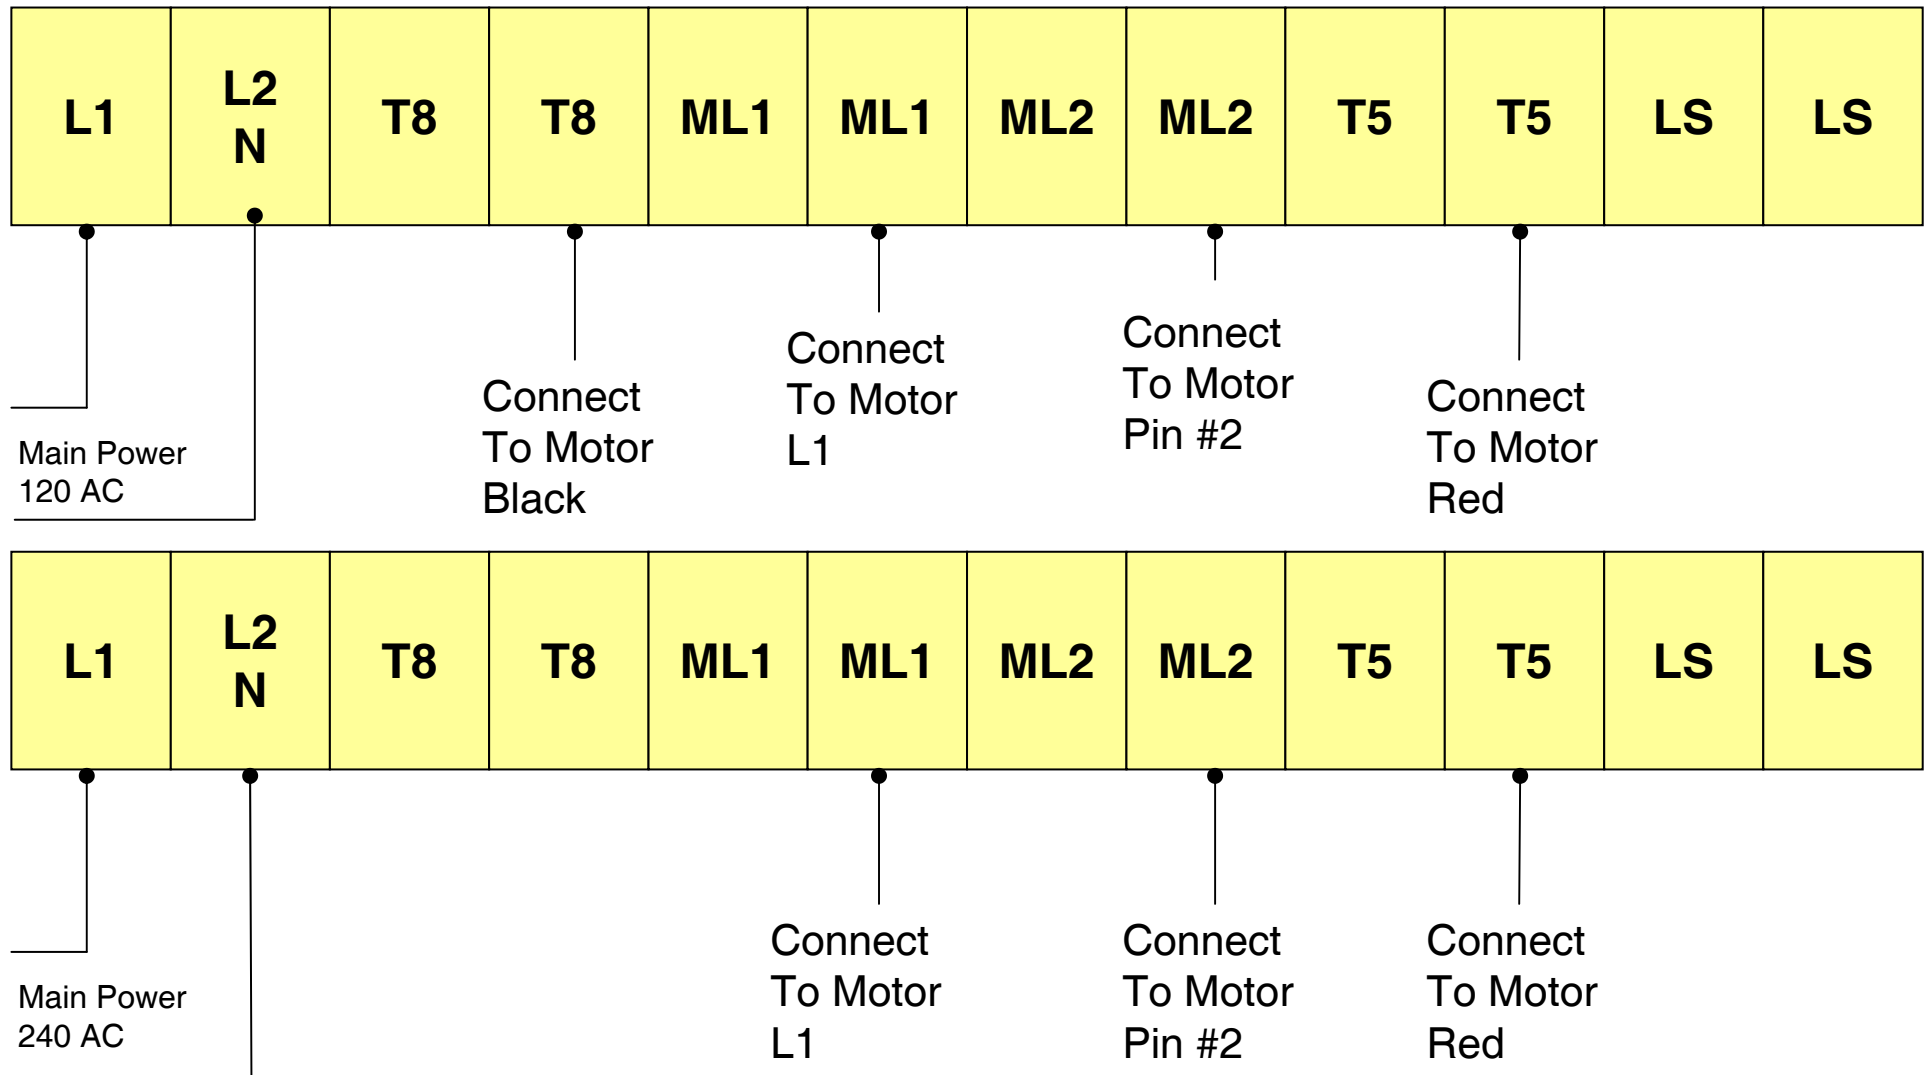 L1
L2
N
T8
T8
ML1
ML1
ML2
ML2
T5
T5
LS
LS
Main Power
120 AC
Connect
To Motor
Black
Connect
To Motor
L1
Connect
To Motor
Pin #2
Connect
To Motor
Red
L1
L2
N
T8
T8
ML1
ML1
ML2
ML2
T5
T5
LS
LS
Main Power
240 AC
Connect
To Motor
L1
Connect
To Motor
Pin #2
Connect
To Motor
Red